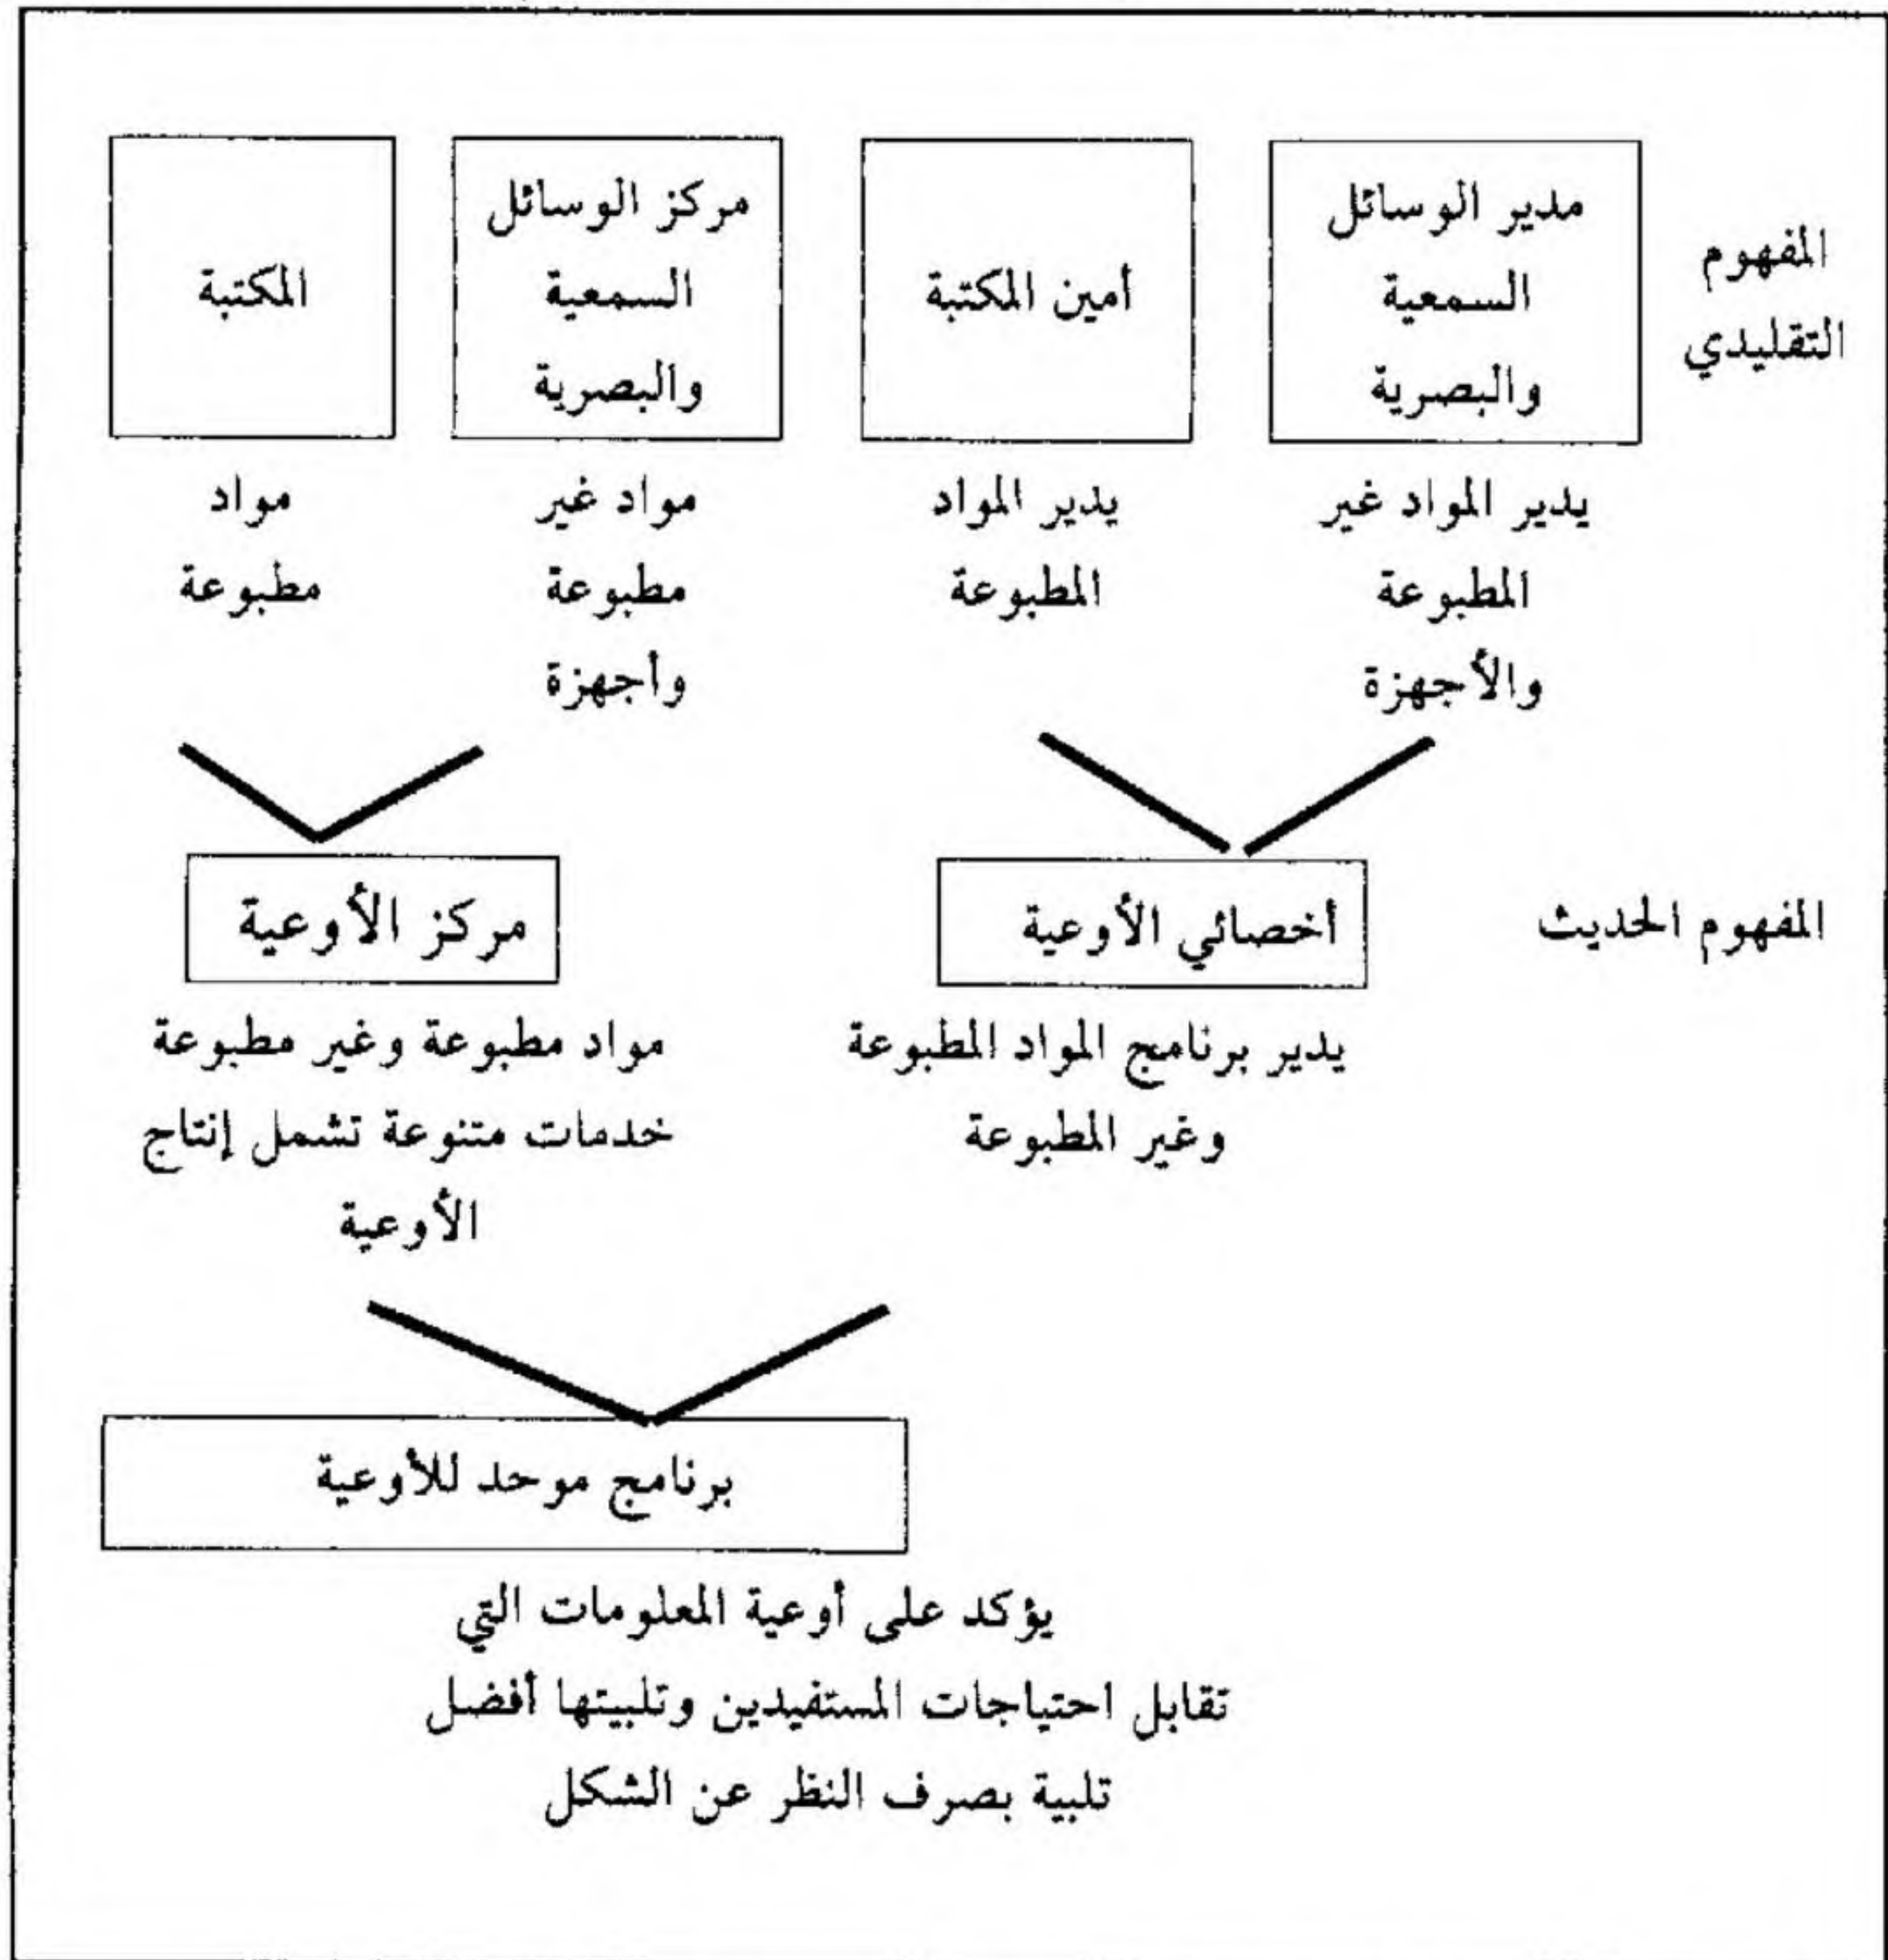 المفهوم
التقليدي
مدير الوسائل
السمعية
والبصرية
يدير المواد غير
المطبوعة
والأجهزة
أمين المكتبة
يدير المواد
المطبوعة
مركز الوسائل
السمعية
والبصرية
مواد غير
مطبوعة
وأجهزة
المكتبة
مواد
مطبوعة
المفهوم الحديث
أخصائي الأوعية
يدير برنامج المواد المطبوعة
وغير المطبوعة
مركز الأوعية
مواد مطبوعة وغير مطبوعة
خدمات متنوعة تشمل إنتاج
الأوعية
برنامج موحد للأوعية
يؤكد على أوعية المعلومات التي
تقابل احتياجات المستفيدين وتلبيتها أفضل
تلبية بصرف النظر عن الشكل